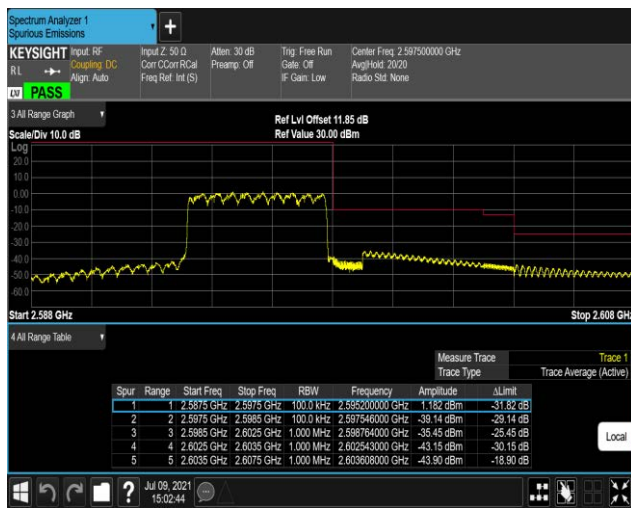 Spectrum Analyzer 1
Spurious Emissions
KEYSIGHT Input: RF Input Z: 50 Ω Atten: 30 dB Trig: Free Run Center Freq: 2.597500000 GHz
RL Coupling: DC Corr CCorr RCal Preamp: Off Gate: Off Avg|Hold: 20/20
Align: Auto Freq Ref: Int (S) IF Gain: Low Radio Std: None
LXI PASS
3 All Range Graph
Ref Lvl Offset 11.85 dB
Scale/Div 10.0 dB Ref Value 30.00 dBm
Log
20.0
10.0
0.00
-10.0
-20.0
-30.0
-40.0
-50.0
-60.0
Start 2.588 GHz Stop 2.608 GHz
4 All Range Table
Measure Trace Trace 1
Trace Type Trace Average (Active)
Spur Range Start Freq Stop Freq RBW Frequency Amplitude ΔLimit
1 1 2.5875 GHz 2.5975 GHz 100.0 kHz 2.595200000 GHz 1.182 dBm -31.82 dB
2 2 2.5975 GHz 2.5985 GHz 100.0 kHz 2.597546000 GHz -39.14 dBm -29.14 dB
3 3 2.5985 GHz 2.6025 GHz 1.000 MHz 2.598764000 GHz -35.45 dBm -25.45 dB
4 4 2.6025 GHz 2.6035 GHz 1.000 MHz 2.602543000 GHz -43.15 dBm -30.15 dB
5 5 2.6035 GHz 2.6075 GHz 1.000 MHz 2.603608000 GHz -43.90 dBm -18.90 dB
Local
? Jul 09, 2021
15:02:44